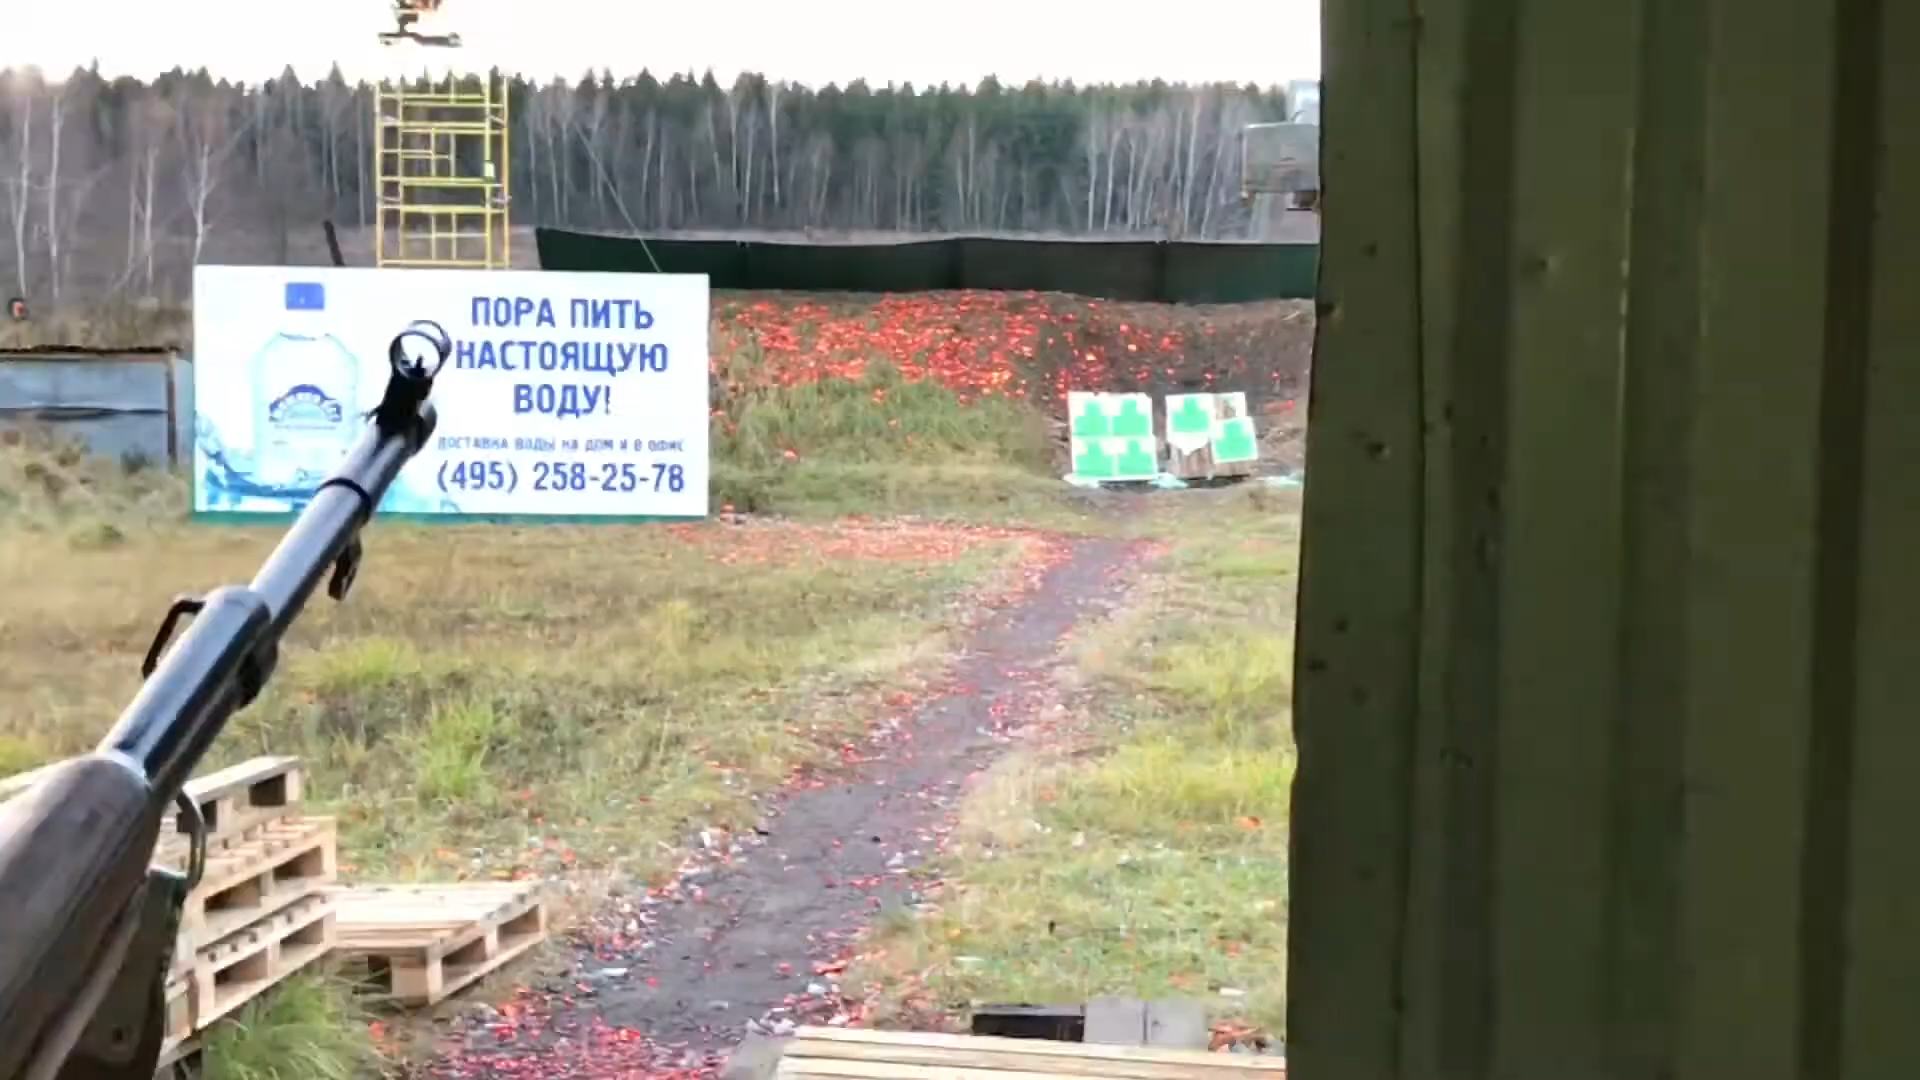 ПОРА ПИТЬ
НАСТОЯЩУЮ
ВОДУ!
ДОСТАВКА ВОДЫ НА ДОМ И В ОФИС
(495) 258-25-78